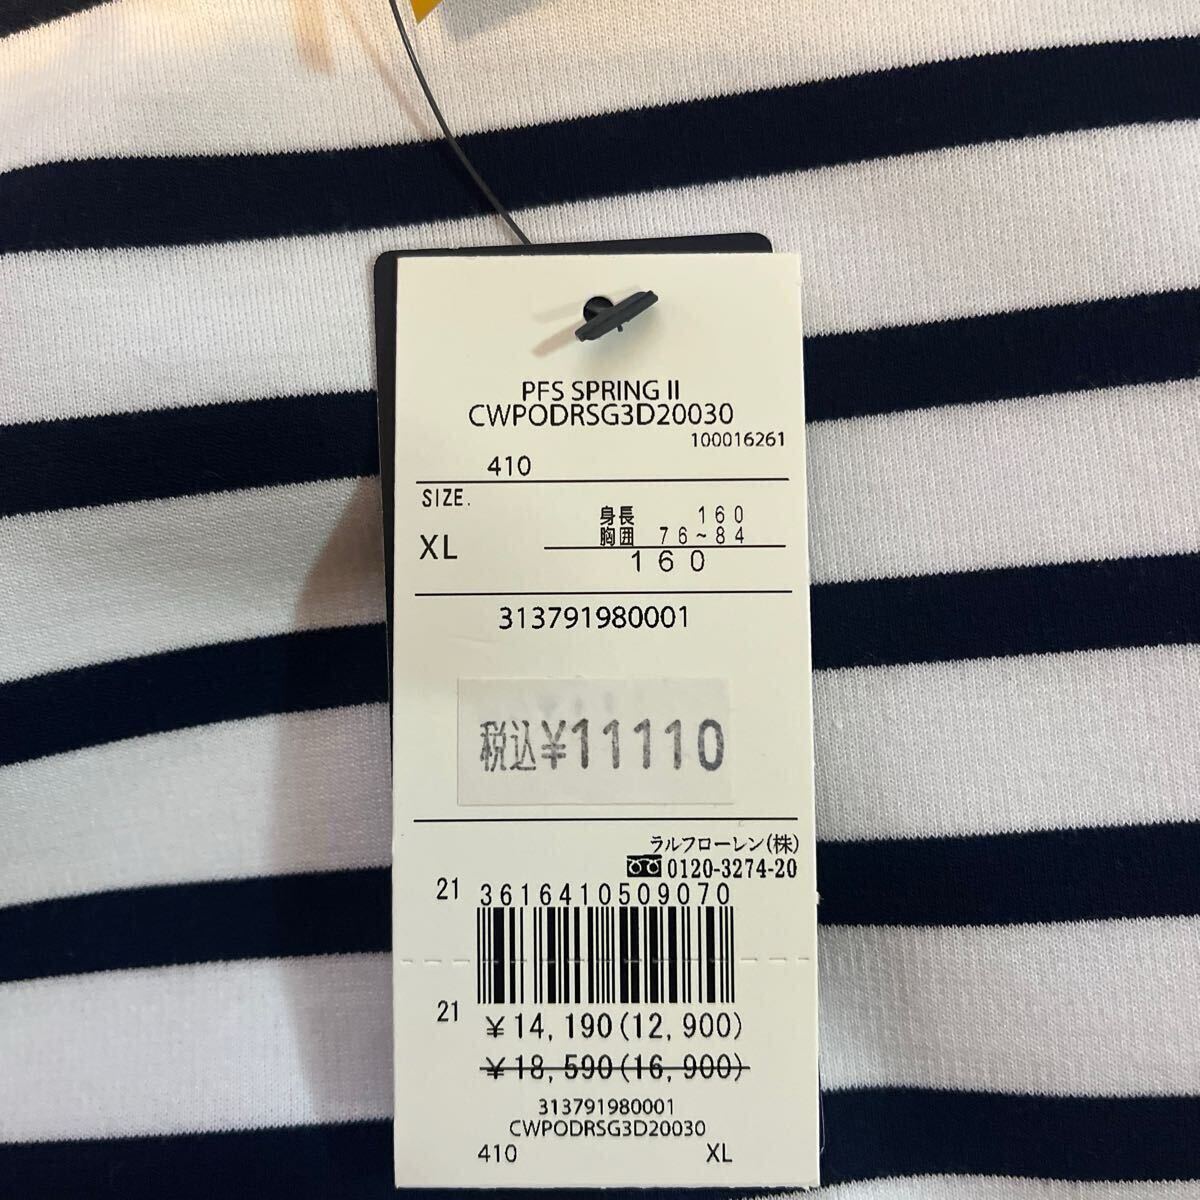 PFS SPRING II
CWPODRSG3D20030
100016261
410
SIZE.
XL
身長 160
胸囲 76~84
160
313791980001
税込¥11110
ラルフローレン(株)
0120-3274-20
21 3616410509070
21 ¥14,190(12,900)
¥18,590(16,900)
313791980001
CWPODRSG3D20030
410 XL